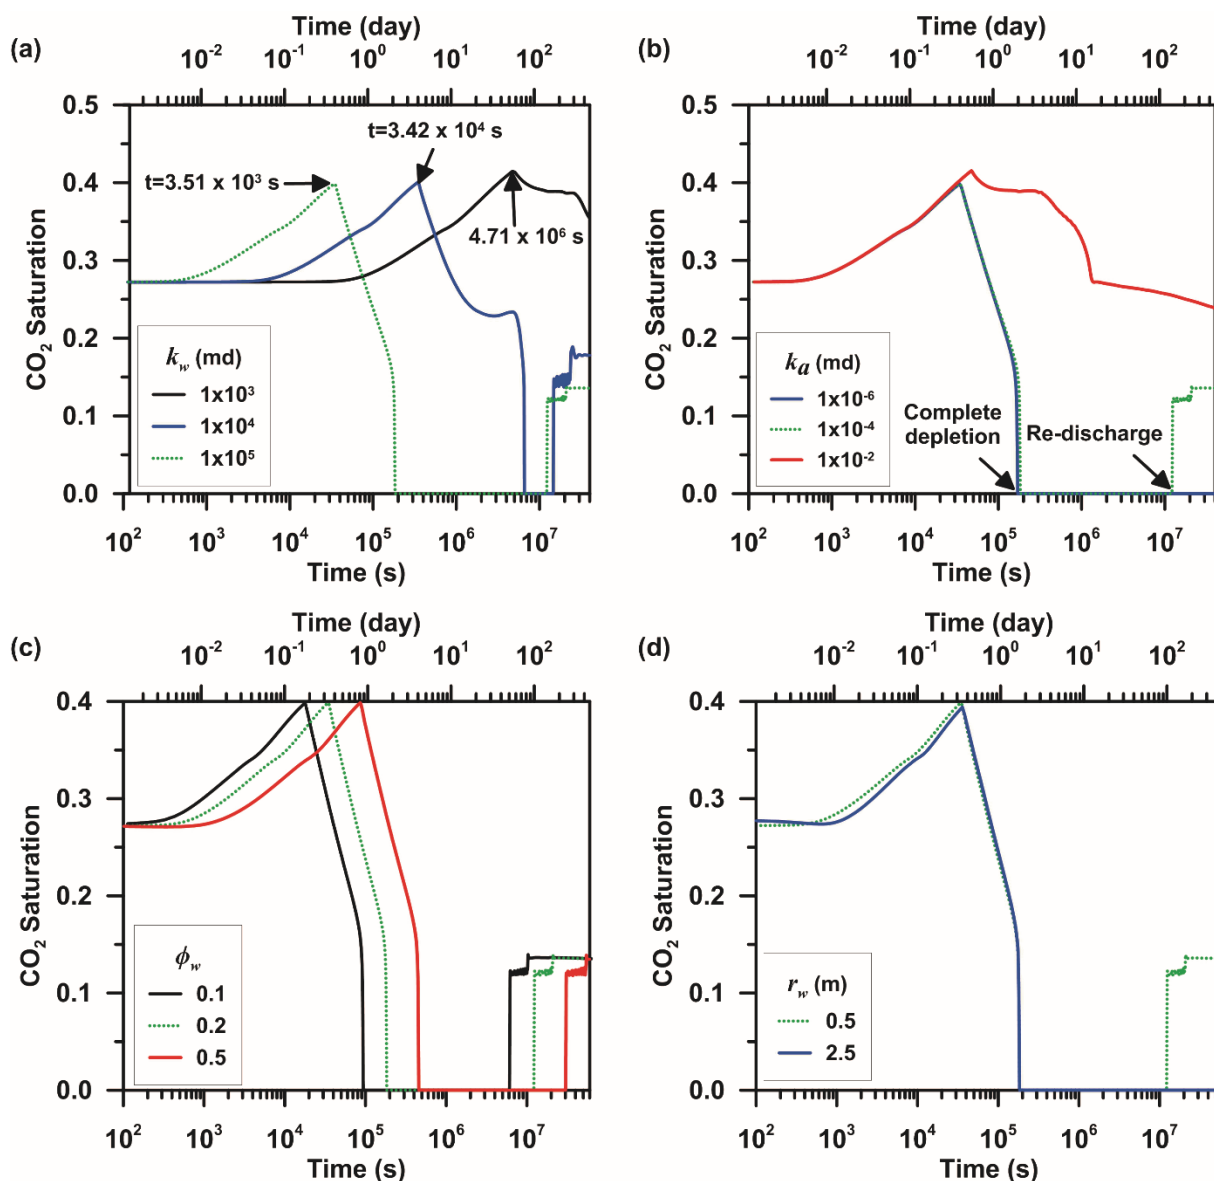 (a)
Time (day)
10⁻² 10⁻¹ 10⁰ 10¹ 10²
CO₂ Saturation
0.5
0.4
0.3
0.2
0.1
0.0
t=3.51 x 10³ s
t=3.42 x 10⁴ s
4.71 x 10⁶ s
k_w (md)
1x10³
1x10⁴
1x10⁵
10² 10³ 10⁴ 10⁵ 10⁶ 10⁷
Time (s)
(b)
Time (day)
10⁻² 10⁻¹ 10⁰ 10¹ 10²
CO₂ Saturation
0.5
0.4
0.3
0.2
0.1
0.0
k_a (md)
1x10⁻⁶
1x10⁻⁴
1x10⁻²
Complete
depletion
Re-discharge
10² 10³ 10⁴ 10⁵ 10⁶ 10⁷
Time (s)
(c)
Time (day)
10⁻² 10⁻¹ 10⁰ 10¹ 10²
CO₂ Saturation
0.4
0.3
0.2
0.1
0.0
ϕ_w
0.1
0.2
0.5
10² 10³ 10⁴ 10⁵ 10⁶ 10⁷
Time (s)
(d)
Time (day)
10⁻² 10⁻¹ 10⁰ 10¹ 10²
CO₂ Saturation
0.4
0.3
0.2
0.1
0.0
r_w (m)
0.5
2.5
10² 10³ 10⁴ 10⁵ 10⁶ 10⁷
Time (s)